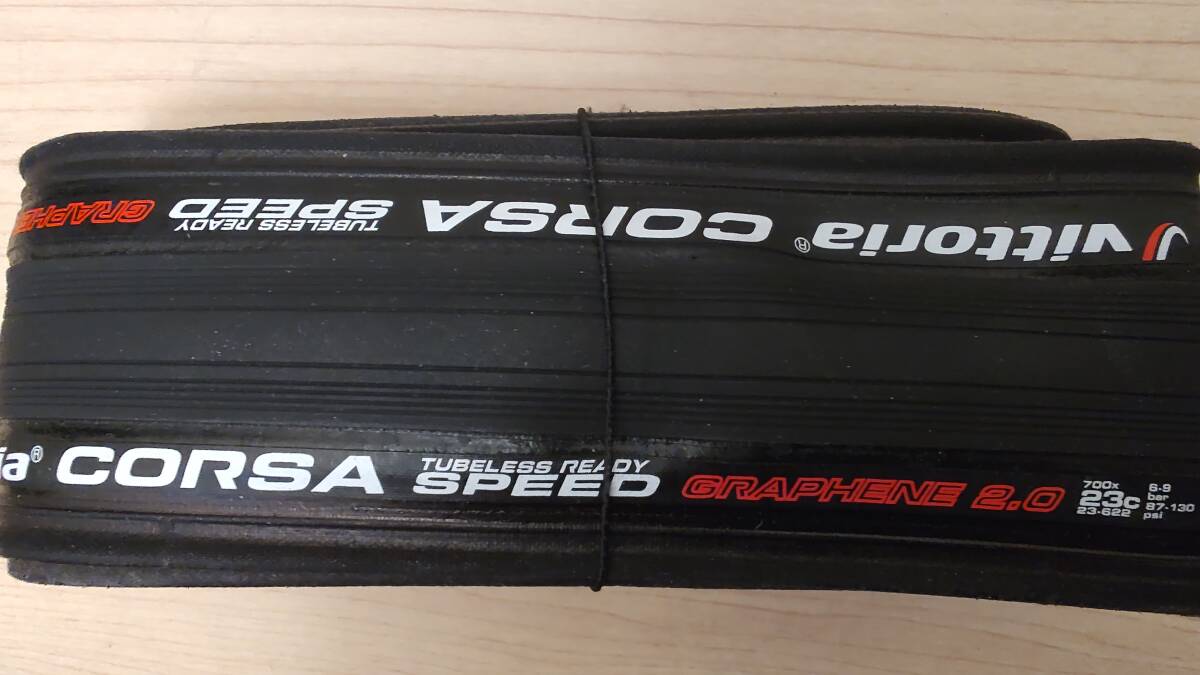 vittoria® CORSA TUBELESS READY SPEED GRAPHE
ia® CORSA TUBELESS READY SPEED GRAPHENE 2.0
700x
23c
23-622
6-9
bar
87-130
psi